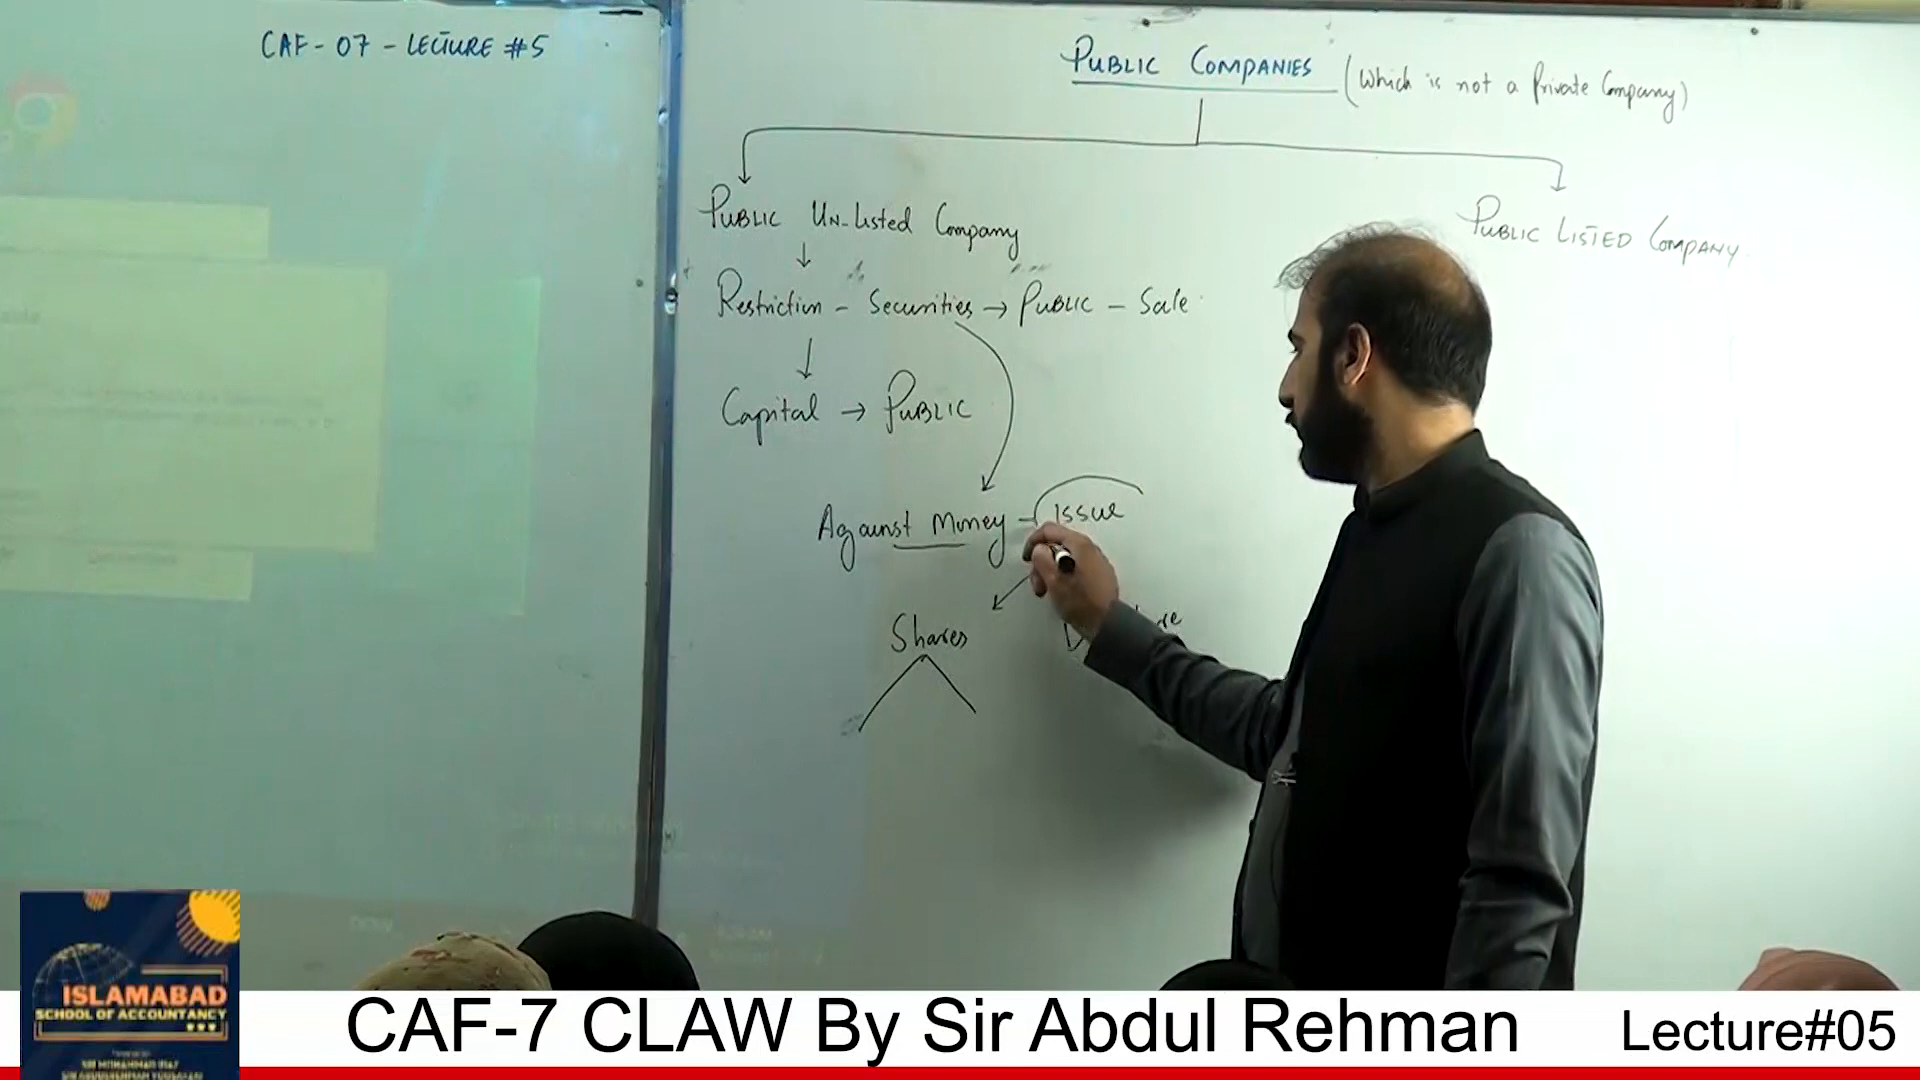 CAF - 07 - LECTURE #5
PUBLIC COMPANIES (Which is not a Private Company)
PUBLIC UN-Listed Company
PUBLIC LISTED COMPANY
Restriction - Securities → PUBLIC - Sale
Capital → PUBLIC
Against Money - Issue
Shares
ISLAMABAD
SCHOOL OF ACCOUNTANCY
CAF-7 CLAW By Sir Abdul Rehman
Lecture#05